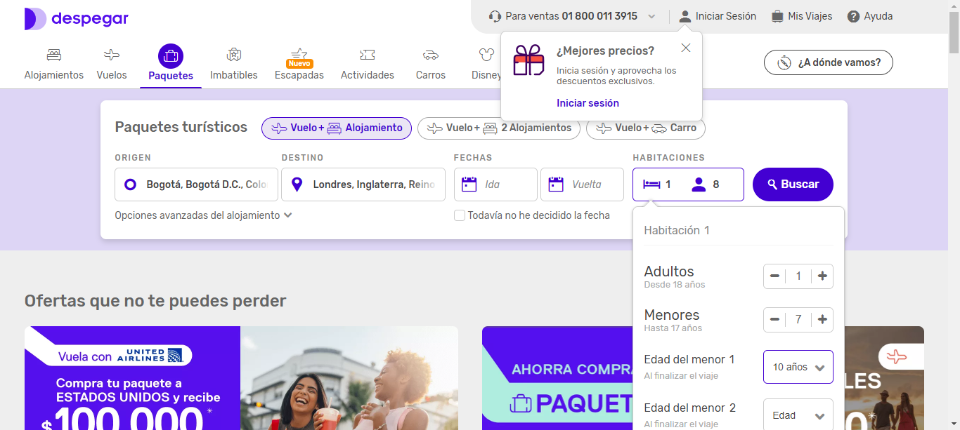 despegar
Para ventas 01 800 011 3915
Iniciar Sesión
Mis Viajes
Ayuda
Alojamientos
Vuelos
Paquetes
Imbatibles
Nuevo
Escapadas
Actividades
Carros
Disney
¿A dónde vamos?
¿Mejores precios?
Inicia sesión y aprovecha los
descuentos exclusivos.
Iniciar sesión
Paquetes turísticos
Vuelo + Alojamiento
Vuelo + 2 Alojamientos
Vuelo + Carro
ORIGEN
DESTINO
FECHAS
HABITACIONES
Bogotá, Bogotá D.C., Colo
Londres, Inglaterra, Reino
Ida
Vuelta
1
8
Buscar
Opciones avanzadas del alojamiento
Todavía no he decidido la fecha
Habitación 1
Adultos
Desde 18 años
1
Menores
Hasta 17 años
7
Edad del menor 1
Al finalizar el viaje
10 años
Edad del menor 2
Al finalizar el viaje
Edad
Ofertas que no te puedes perder
Vuela con UNITED AIRLINES
Compra tu paquete a
ESTADOS UNIDOS y recibe
$100.000*
AHORRA COMPRA
PAQUET
LES